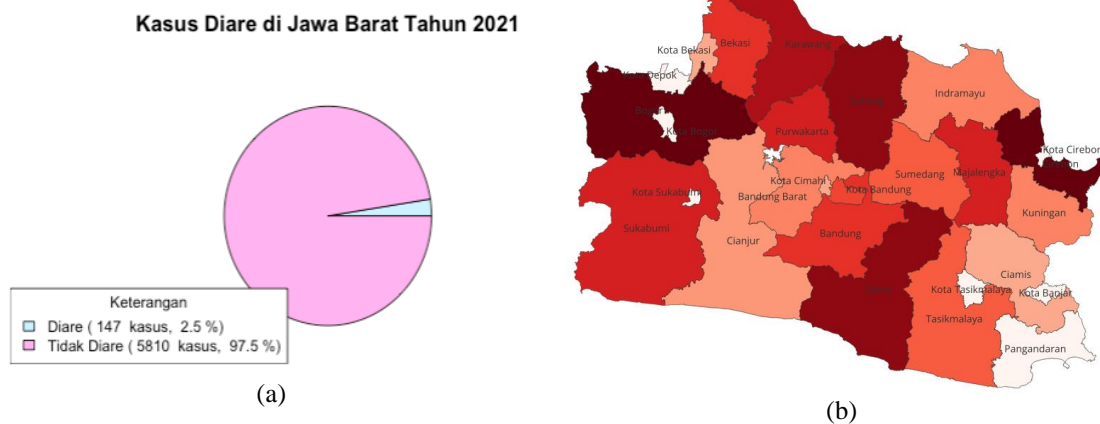 Kasus Diare di Jawa Barat Tahun 2021
Keterangan
Diare ( 147 kasus, 2.5 %)
Tidak Diare ( 5810 kasus, 97.5 %)
(a)
Kota Bekasi
Bekasi
Karawang
Kota Depok
Subang
Indramayu
Bogor
Kota Bogor
Purwakarta
Kota Cirebon
Kota Sukabumi
Kota Cimahi
Bandung Barat
Kota Bandung
Sumedang
Majalengka
Kuningan
Sukabumi
Cianjur
Bandung
Ciamis
Kota Tasikmalaya
Kota Banjar
Tasikmalaya
Pangandaran
(b)